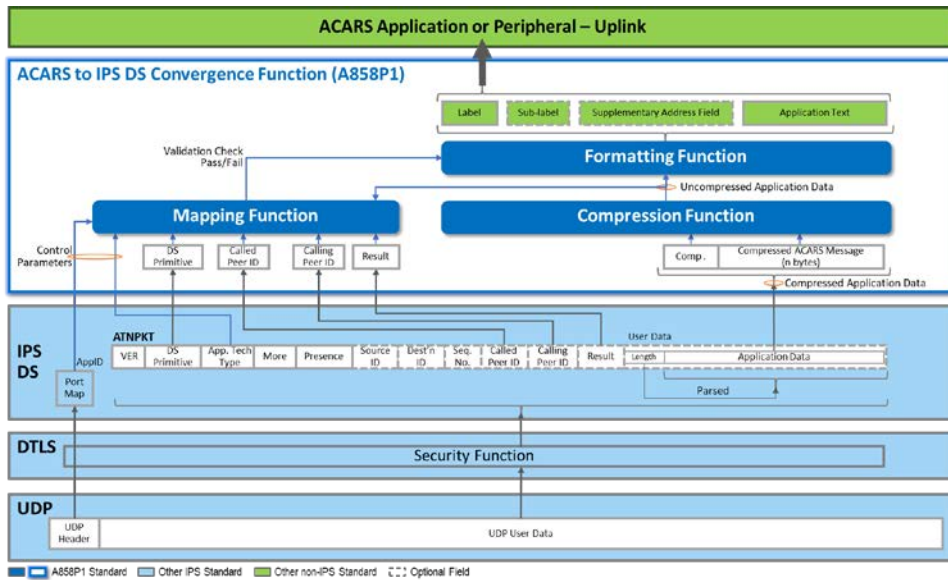 ACARS Application or Peripheral – Uplink
ACARS to IPS DS Convergence Function (A858P1)
Label
Sub-label
Supplementary Address Field
Application Text
Validation Check
Pass/Fail
Formatting Function
Uncompressed Application Data
Mapping Function
Compression Function
Control
Parameters
DS
Primitive
Called
Peer ID
Calling
Peer ID
Result
Comp.
Compressed ACARS Message
(n bytes)
Compressed Application Data
IPS
DS
AppID
Port
Map
ATNPKT
User Data
VER
DS
Primitive
App. Tech
Type
More
Presence
Source
ID
Dest'n
ID
Seq.
No.
Called
Peer ID
Calling
Peer ID
Result
Length
Application Data
Parsed
DTLS
Security Function
UDP
UDP
Header
UDP User Data
A858P1 Standard
Other IPS Standard
Other non-IPS Standard
Optional Field